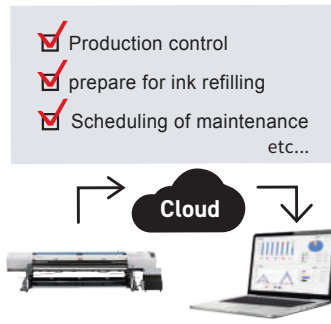 Production control
prepare for ink refilling
Scheduling of maintenance
etc...
Cloud